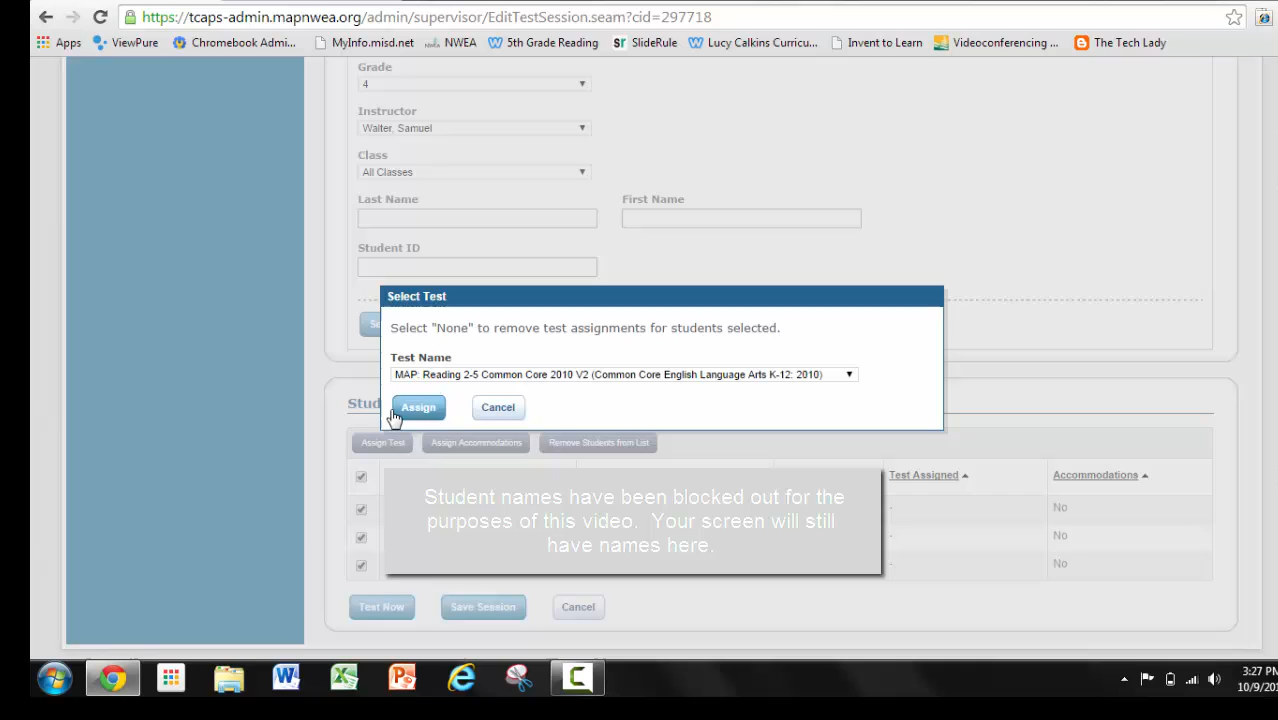 https://tcaps-admin.mapnwea.org/admin/supervisor/EditTestSession.seam?cid=297718
Apps ViewPure Chromebook Admi... MyInfo.misd.net NWEA 5th Grade Reading SlideRule Lucy Calkins Curricu... Invent to Learn Videoconferencing ... The Tech Lady
Grade
4
Instructor
Walter, Samuel
Class
All Classes
Last Name First Name
Student ID
Select Test
Select "None" to remove test assignments for students selected.
Test Name
MAP: Reading 2-5 Common Core 2010 V2 (Common Core English Language Arts K-12: 2010)
Assign Cancel
Assign Test Assign Accommodations Remove Students from List
Test Assigned Accommodations
Student names have been blocked out for the
purposes of this video. Your screen will still
have names here.
- No
- No
- No
Test Now Save Session Cancel
3:27 PM